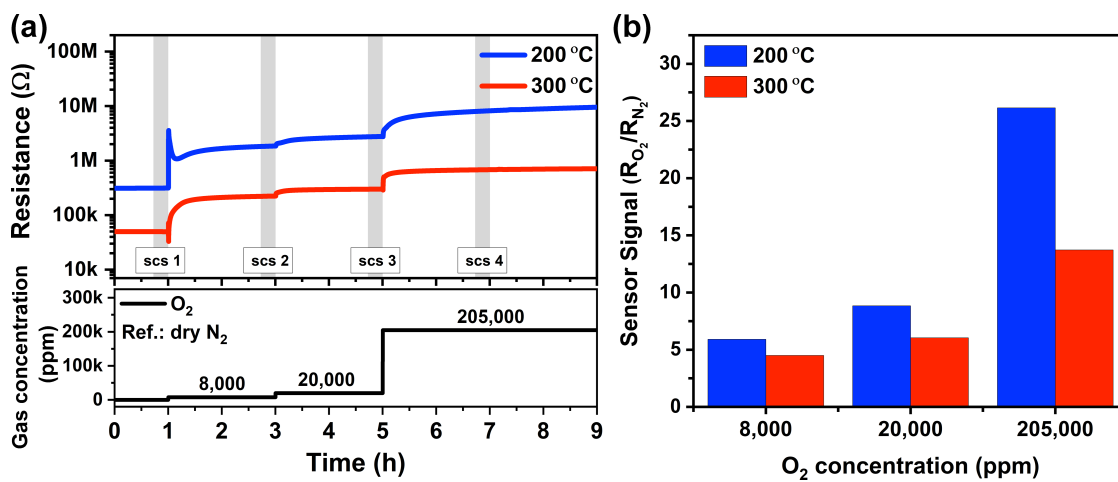 (a)
100M
10M
1M
100k
10k
Resistance (Ω)
200 °C
300 °C
scs 1
scs 2
scs 3
scs 4
Gas concentration
(ppm)
300k
200k
100k
0
O₂
Ref.: dry N₂
8,000
20,000
205,000
0 1 2 3 4 5 6 7 8 9
Time (h)
(b)
30
25
20
15
10
5
0
Sensor Signal (R_O₂/R_N₂)
200 °C
300 °C
8,000 20,000 205,000
O₂ concentration (ppm)